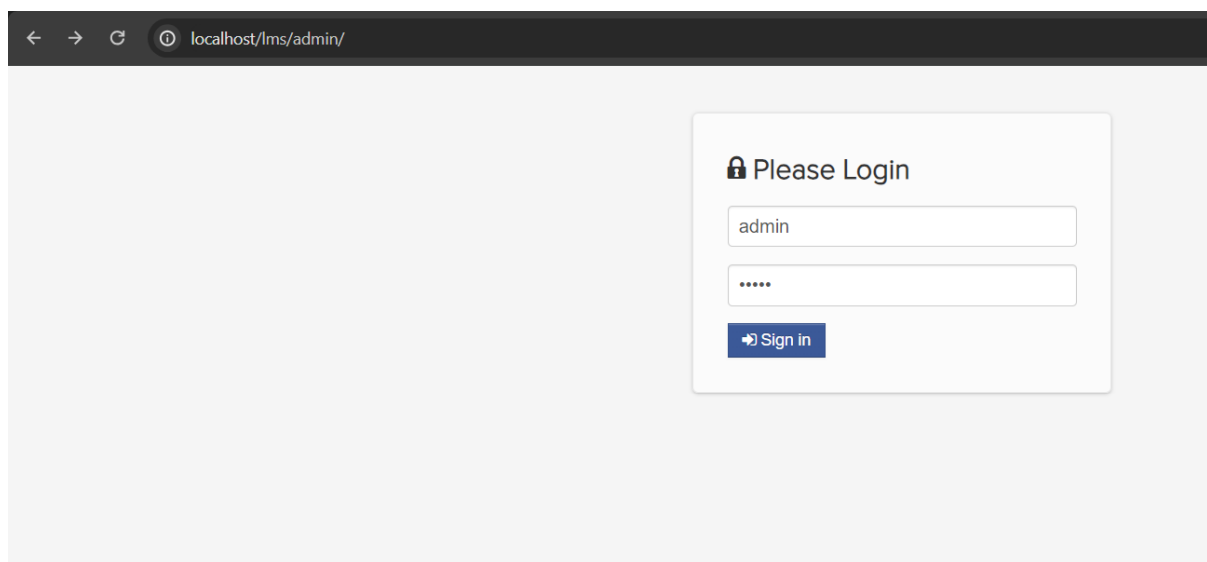 localhost/lms/admin/
Please Login
admin
•••••
Sign in